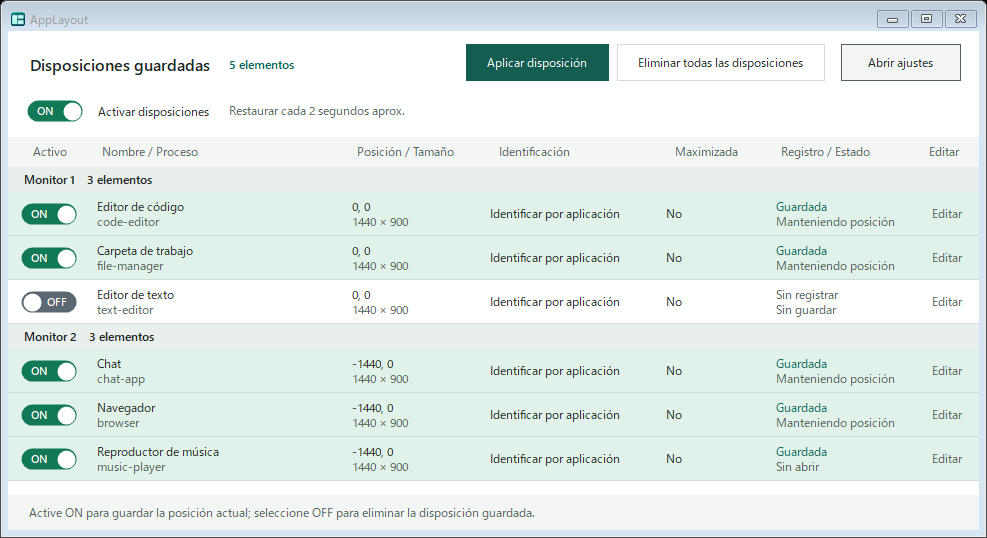 AppLayout
Disposiciones guardadas 5 elementos Aplicar disposición Eliminar todas las disposiciones Abrir ajustes
ON Activar disposiciones Restaurar cada 2 segundos aprox.
Activo Nombre / Proceso Posición / Tamaño Identificación Maximizada Registro / Estado Editar
Monitor 1 3 elementos
ON Editor de código 0, 0 Identificar por aplicación No Guardada Editar
code-editor 1440 × 900 Manteniendo posición
ON Carpeta de trabajo 0, 0 Identificar por aplicación No Guardada Editar
file-manager 1440 × 900 Manteniendo posición
OFF Editor de texto 0, 0 Identificar por aplicación No Sin registrar Editar
text-editor 1440 × 900 Sin guardar
Monitor 2 3 elementos
ON Chat -1440, 0 Identificar por aplicación No Guardada Editar
chat-app 1440 × 900 Manteniendo posición
ON Navegador -1440, 0 Identificar por aplicación No Guardada Editar
browser 1440 × 900 Manteniendo posición
ON Reproductor de música -1440, 0 Identificar por aplicación No Guardada Editar
music-player 1440 × 900 Sin abrir
Active ON para guardar la posición actual; seleccione OFF para eliminar la disposición guardada.